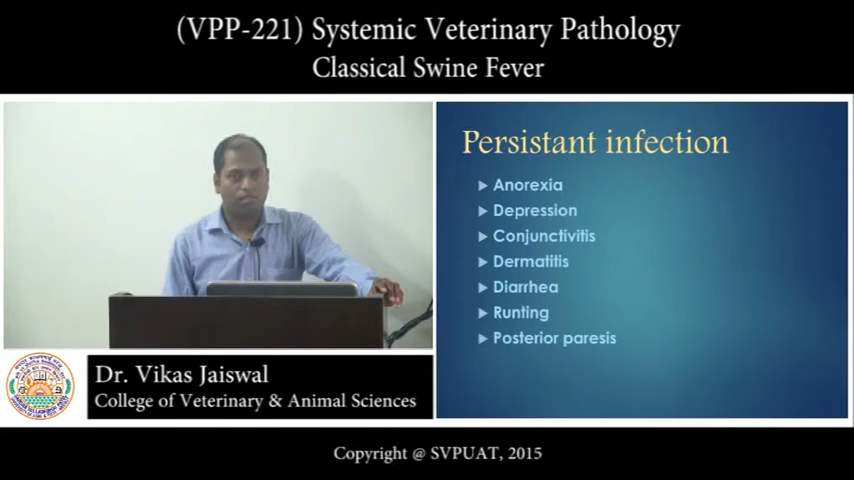 (VPP-221) Systemic Veterinary Pathology
Classical Swine Fever
Persistant infection
Anorexia
Depression
Conjunctivitis
Dermatitis
Diarrhea
Runting
Posterior paresis
Dr. Vikas Jaiswal
College of Veterinary & Animal Sciences
Copyright @ SVPUAT, 2015